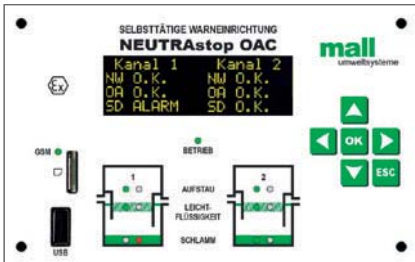 SELBSTTÄTIGE WARNEINRICHTUNG
NEUTRAstop OAC
mall
umweltsysteme
Kanal 1 Kanal 2
NW O.K. NW O.K.
OA O.K. OA O.K.
SD ALARM SD O.K.
Ex
OK
ESC
GSM
BETRIEB
1 2
AUFSTAU
LEICHT-
FLÜSSIGKEIT
SCHLAMM
USB